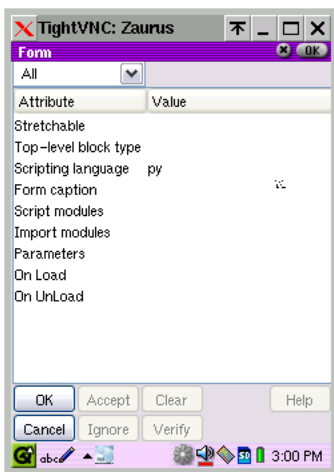 TightVNC: Zaurus
Form OK
All
Attribute Value
Stretchable
Top-level block type
Scripting language py
Form caption
Script modules
Import modules
Parameters
On Load
On UnLoad
OK Accept Clear Help
Cancel Ignore Verify
abc SD 3:00 PM